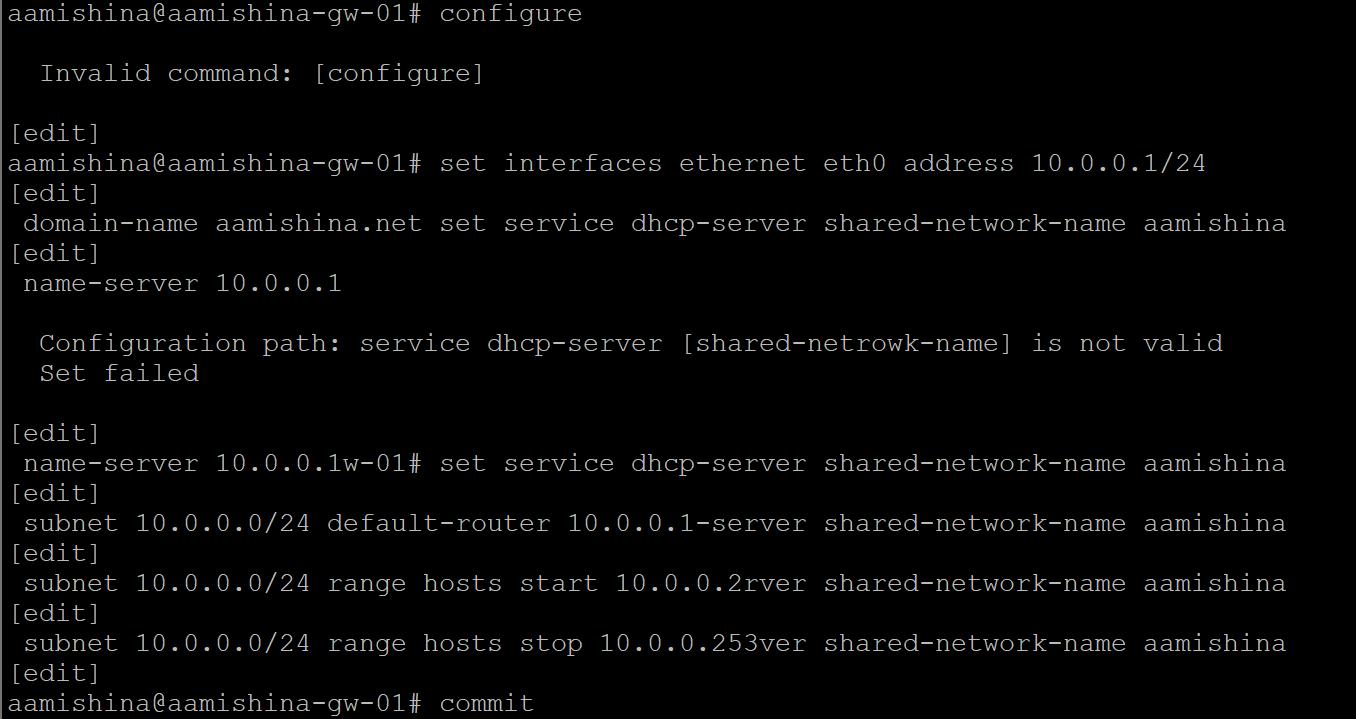 aamishina@aamishina-gw-01# configure
Invalid command: [configure]
[edit]
aamishina@aamishina-gw-01# set interfaces ethernet eth0 address 10.0.0.1/24
[edit]
domain-name aamishina.net set service dhcp-server shared-network-name aamishina
[edit]
name-server 10.0.0.1
Configuration path: service dhcp-server [shared-netrowk-name] is not valid
Set failed
[edit]
name-server 10.0.0.1w-01# set service dhcp-server shared-network-name aamishina
[edit]
subnet 10.0.0.0/24 default-router 10.0.0.1-server shared-network-name aamishina
[edit]
subnet 10.0.0.0/24 range hosts start 10.0.0.2rver shared-network-name aamishina
[edit]
subnet 10.0.0.0/24 range hosts stop 10.0.0.253ver shared-network-name aamishina
[edit]
aamishina@aamishina-gw-01# commit